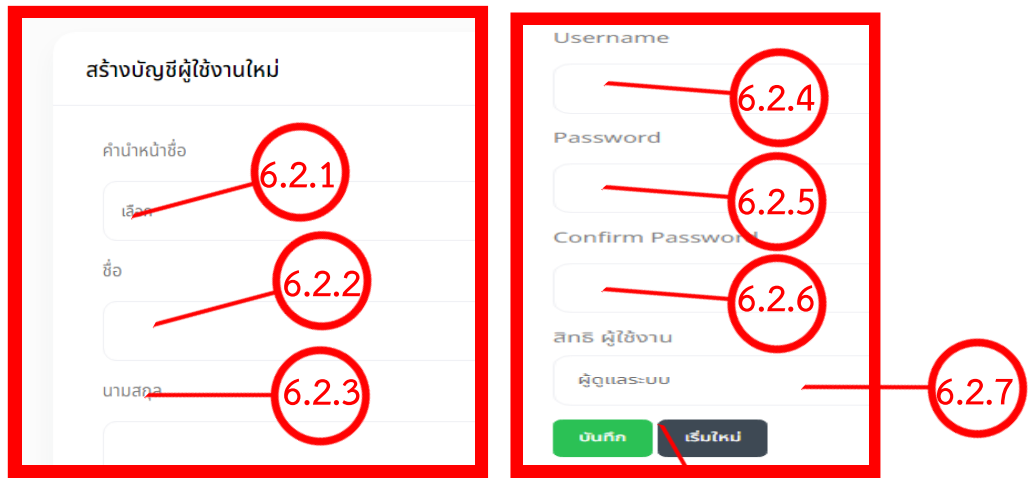 สร้างบัญชีผู้ใช้งานใหม่
คำนำหน้าชื่อ
6.2.1
เลือก
ชื่อ
6.2.2
นามสกุล
6.2.3
Username
6.2.4
Password
6.2.5
Confirm Password
6.2.6
สิทธิ ผู้ใช้งาน
ผู้ดูแลระบบ
6.2.7
บันทึก เริ่มใหม่